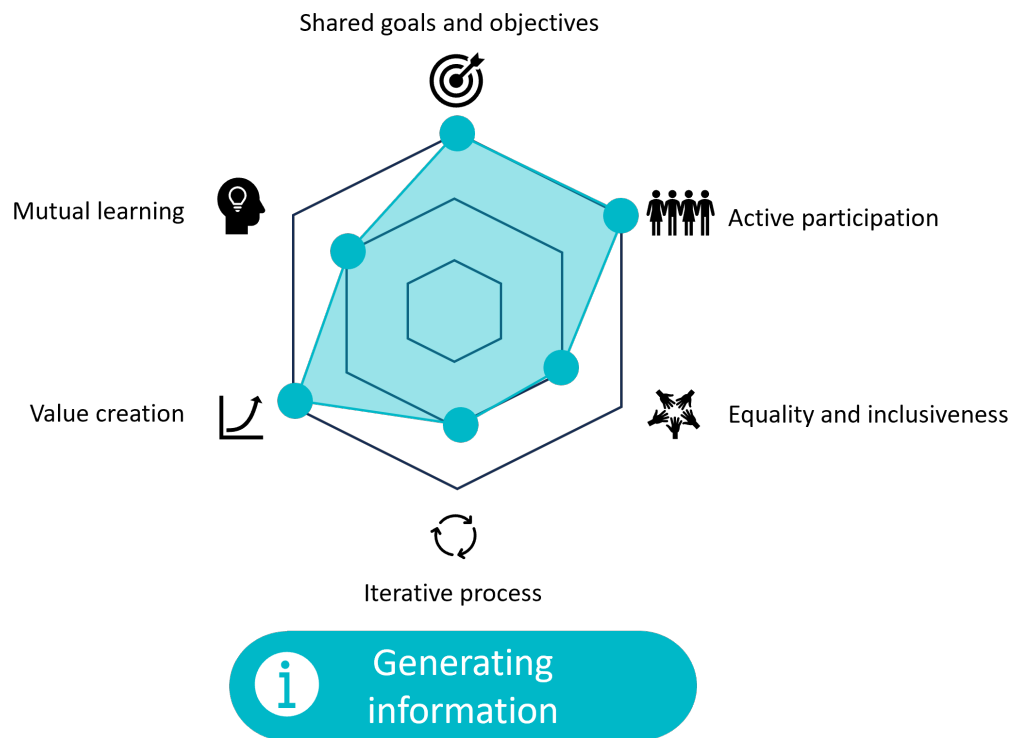 Shared goals and objectives
Mutual learning
Active participation
Value creation
Equality and inclusiveness
Iterative process
i
Generating
information